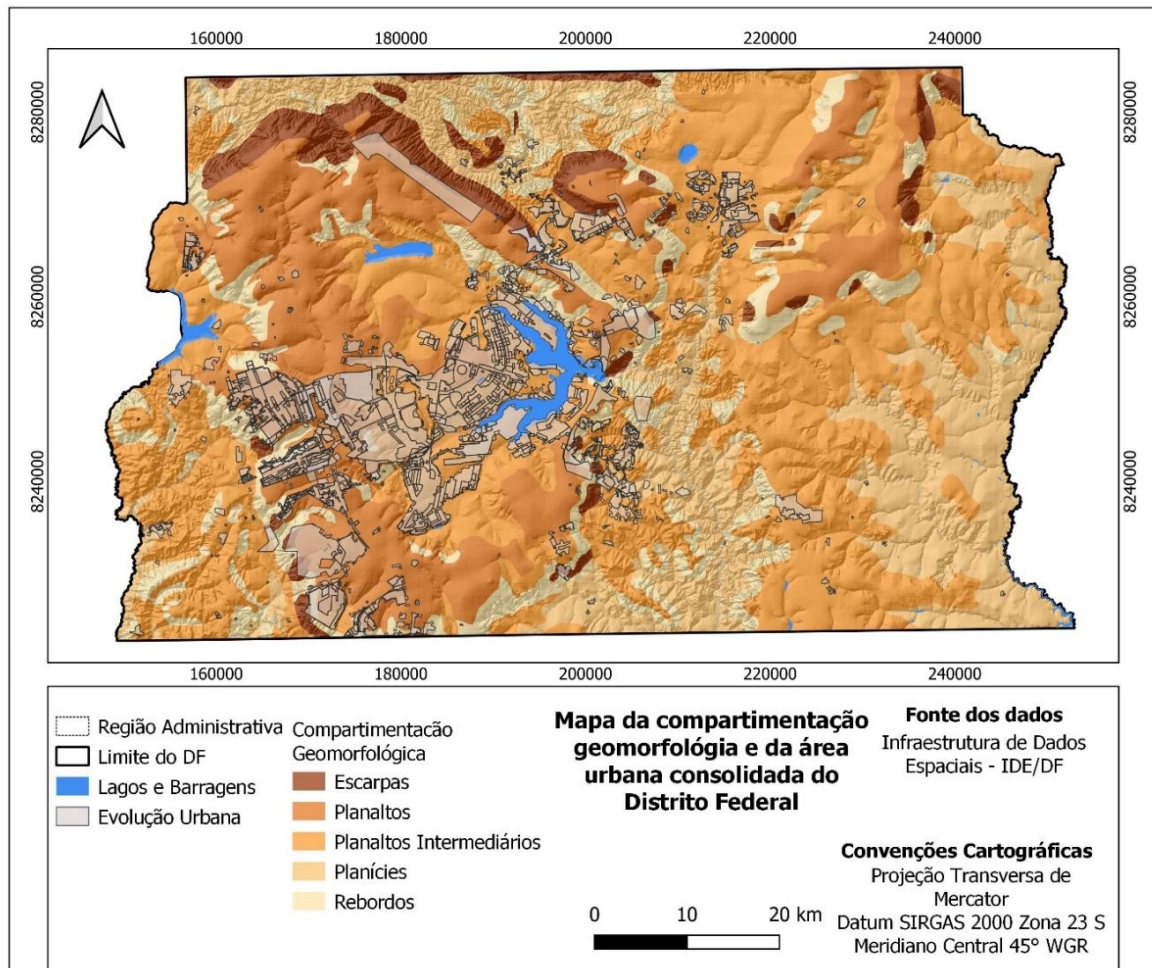 160000 180000 200000 220000 240000
8280000 8280000
8260000 8260000
8240000 8240000
160000 180000 200000 220000 240000
Região Administrativa
Limite do DF
Lagos e Barragens
Evolução Urbana
Compartimentacão
Geomorfológica
Escarpas
Planaltos
Planaltos Intermediários
Planícies
Rebordos
Mapa da compartimentação
geomorfológia e da área
urbana consolidada do
Distrito Federal
0 10 20 km
Fonte dos dados
Infraestrutura de Dados
Espaciais - IDE/DF
Convenções Cartográficas
Projeção Transversa de
Mercator
Datum SIRGAS 2000 Zona 23 S
Meridiano Central 45° WGR